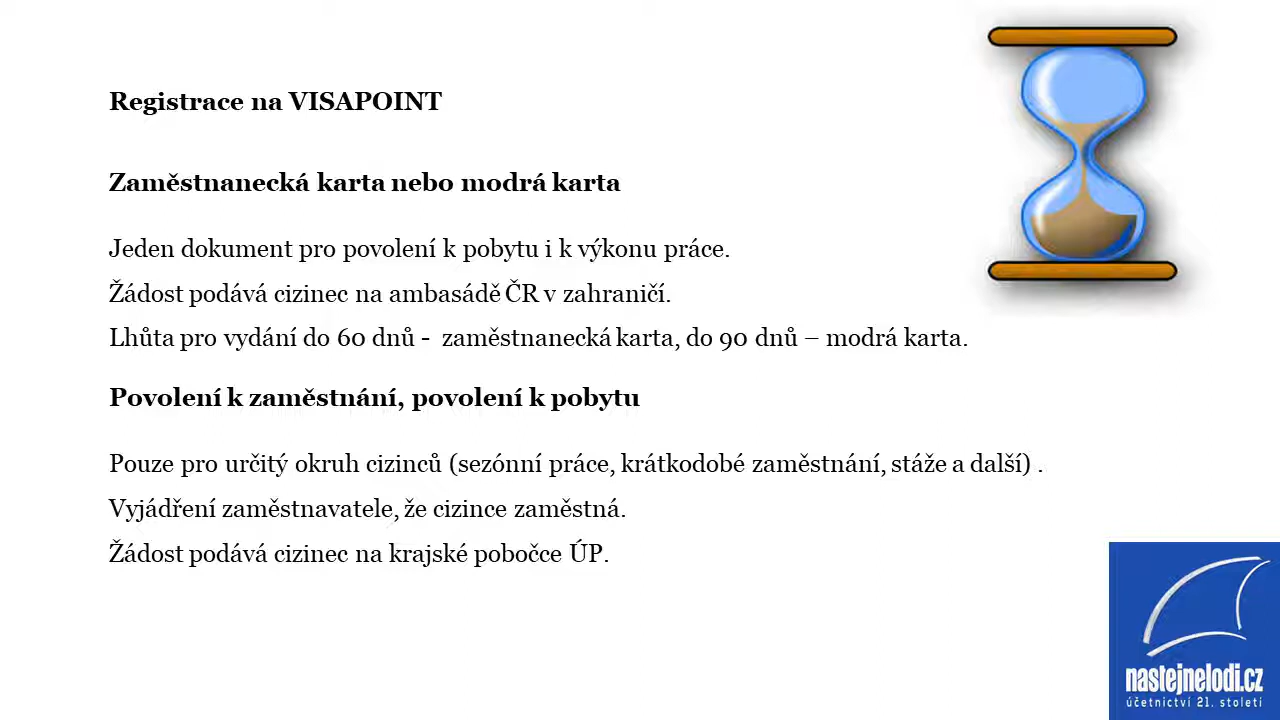 Registrace na VISAPOINT
Zaměstnanecká karta nebo modrá karta
Jeden dokument pro povolení k pobytu i k výkonu práce.
Žádost podává cizinec na ambasádě ČR v zahraničí.
Lhůta pro vydání do 60 dnů -  zaměstnanecká karta, do 90 dnů – modrá karta.
Povolení k zaměstnání, povolení k pobytu
Pouze pro určitý okruh cizinců (sezónní práce, krátkodobé zaměstnání, stáže a další) .
Vyjádření zaměstnavatele, že cizince zaměstná.
Žádost podává cizinec na krajské pobočce ÚP.
nastejnelodi.cz
účetnictví 21. století